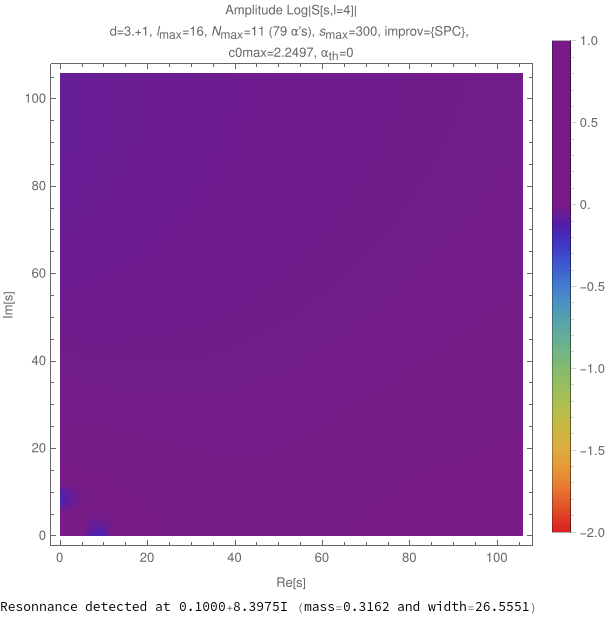 Amplitude Log|S[s,l=4]|
d=3.+1, lmax=16, Nmax=11 (79 α's), smax=300, improv={SPC},
c0max=2.2497, αth=0
1.0
0.5
0.
−0.5
−1.0
−1.5
−2.0
100
80
60
40
20
0
Im[s]
0 20 40 60 80 100
Re[s]
Resonnance detected at 0.1000+8.3975I (mass=0.3162 and width=26.5551)